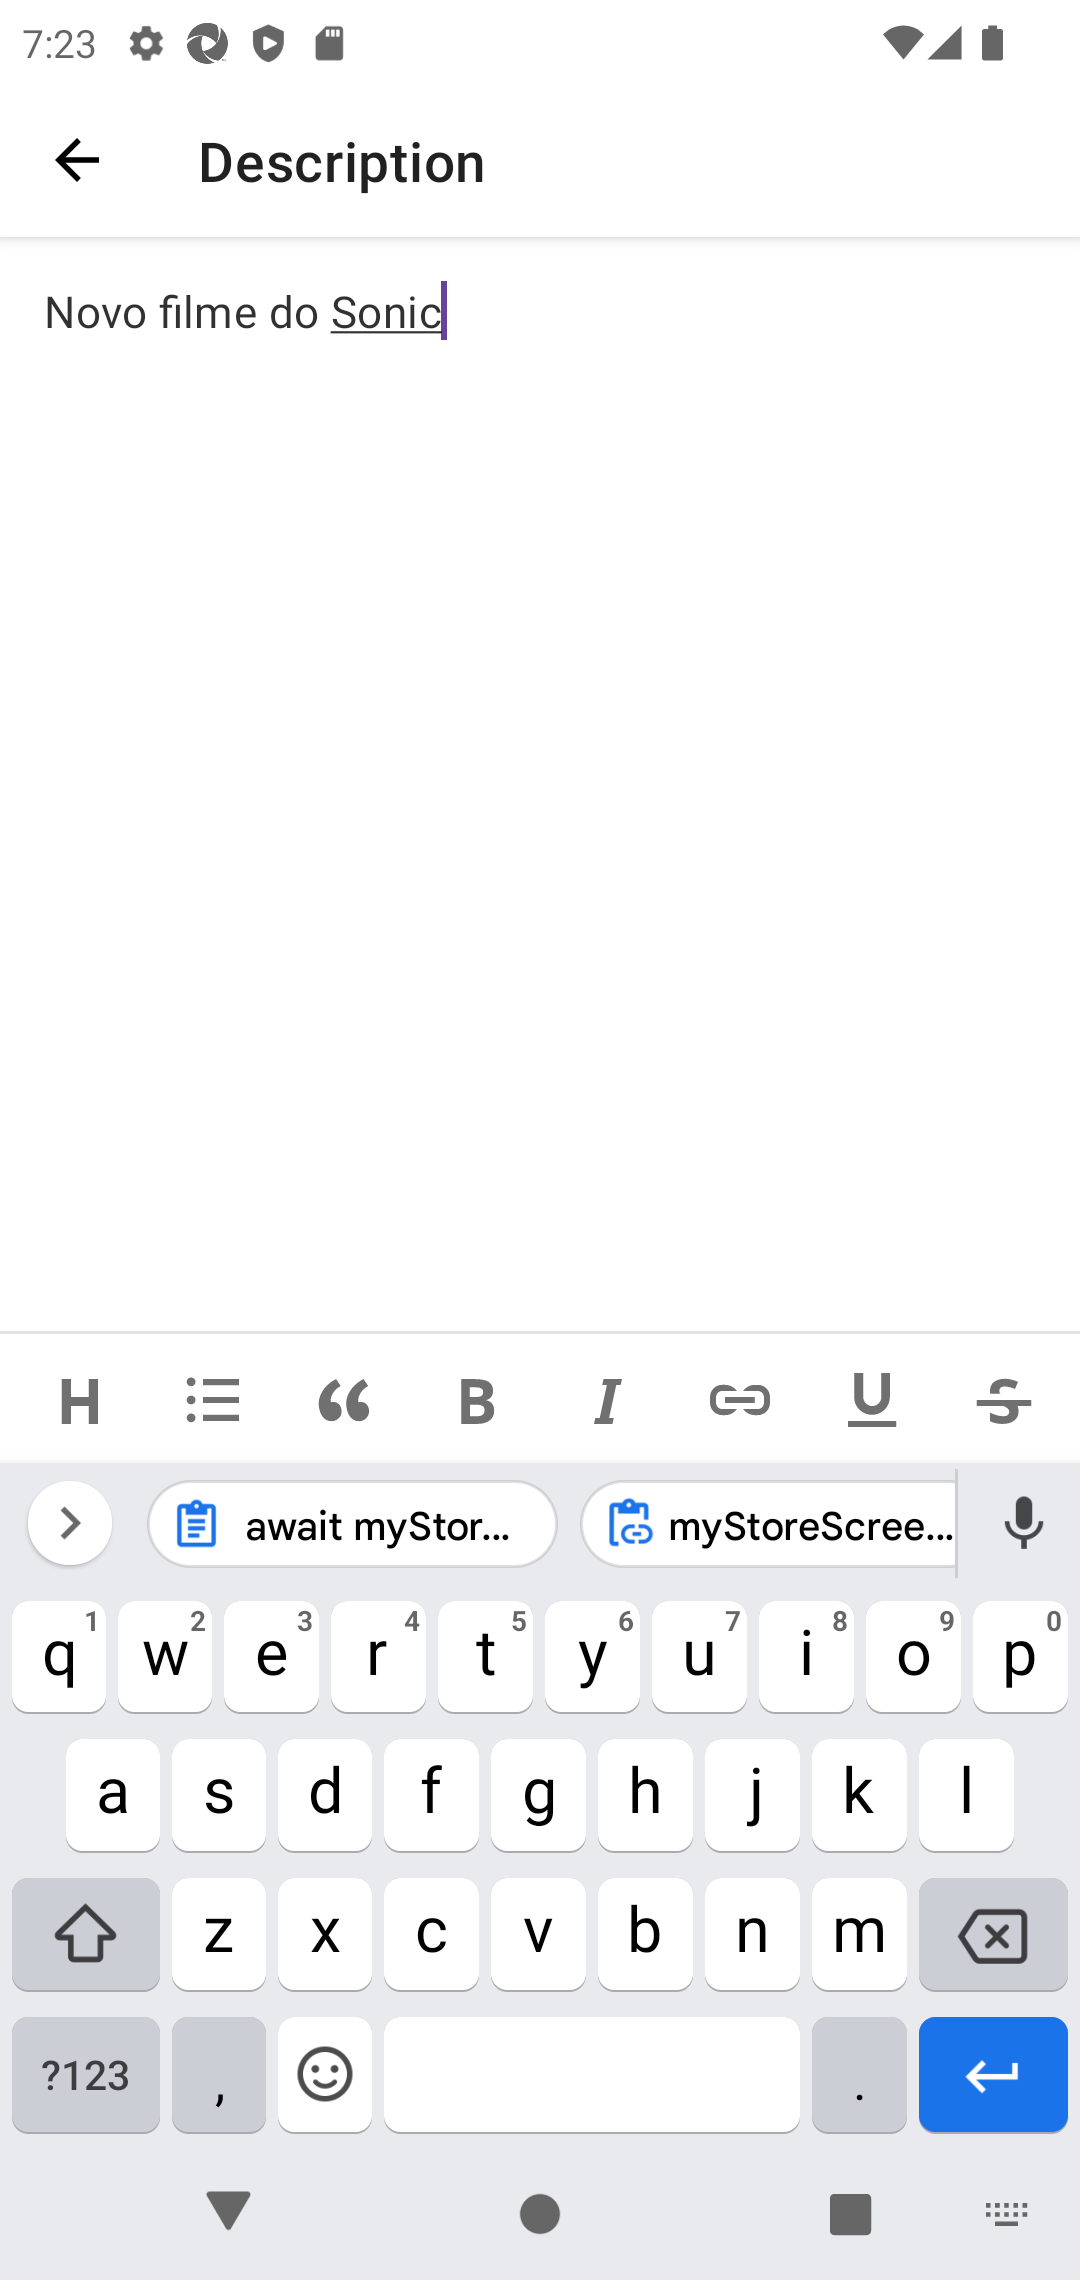 7:23
Description
Novo filme do Sonic
H B I U S
await myStor...
myStoreScree...
q1 w2 e3 r4 t5 y6 u7 i8 o9 p0
a s d f g h j k l
z x c v b n m
?123 , .